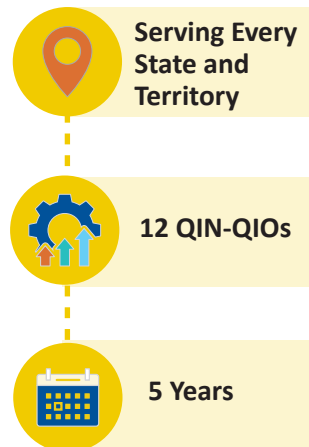 Serving Every
State and
Territory
12 QIN-QIOs
5 Years